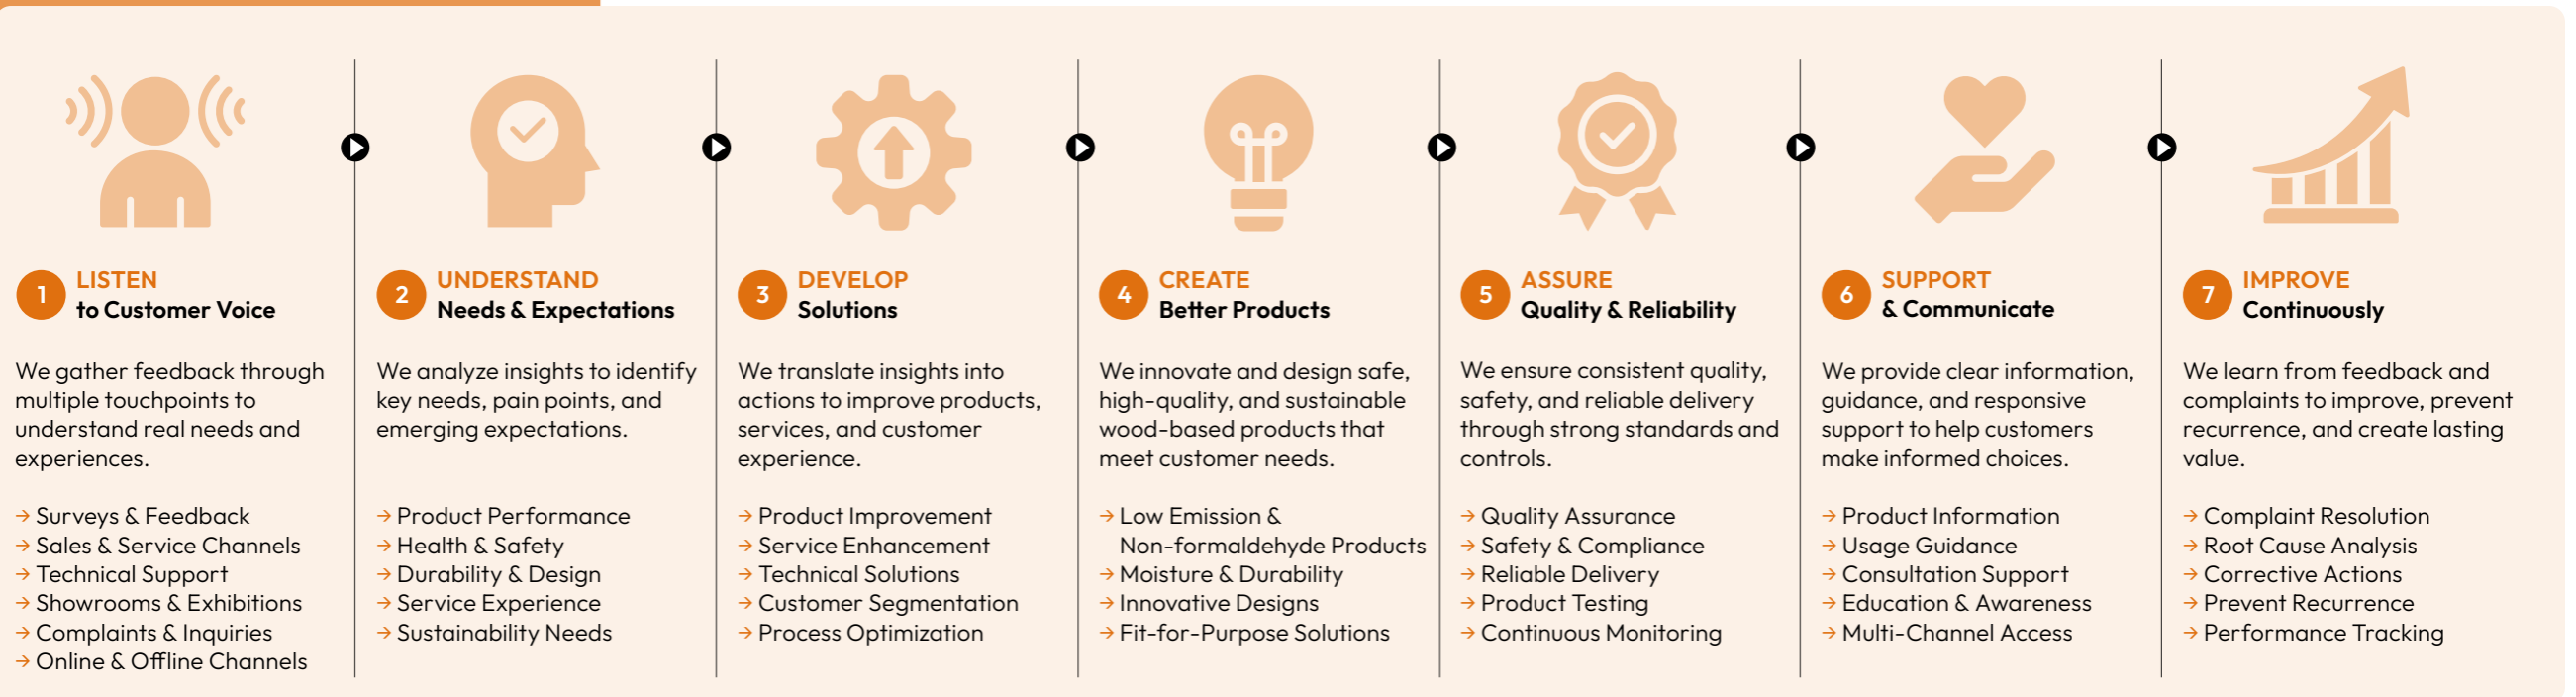 1
LISTEN
to Customer Voice
We gather feedback through
multiple touchpoints to
understand real needs and
experiences.
→ Surveys & Feedback
→ Sales & Service Channels
→ Technical Support
→ Showrooms & Exhibitions
→ Complaints & Inquiries
→ Online & Offline Channels
2
UNDERSTAND
Needs & Expectations
We analyze insights to identify
key needs, pain points, and
emerging expectations.
→ Product Performance
→ Health & Safety
→ Durability & Design
→ Service Experience
→ Sustainability Needs
3
DEVELOP
Solutions
We translate insights into
actions to improve products,
services, and customer
experience.
→ Product Improvement
→ Service Enhancement
→ Technical Solutions
→ Customer Segmentation
→ Process Optimization
4
CREATE
Better Products
We innovate and design safe,
high-quality, and sustainable
wood-based products that
meet customer needs.
→ Low Emission &
Non-formaldehyde Products
→ Moisture & Durability
→ Innovative Designs
→ Fit-for-Purpose Solutions
5
ASSURE
Quality & Reliability
We ensure consistent quality,
safety, and reliable delivery
through strong standards and
controls.
→ Quality Assurance
→ Safety & Compliance
→ Reliable Delivery
→ Product Testing
→ Continuous Monitoring
6
SUPPORT
& Communicate
We provide clear information,
guidance, and responsive
support to help customers
make informed choices.
→ Product Information
→ Usage Guidance
→ Consultation Support
→ Education & Awareness
→ Multi-Channel Access
7
IMPROVE
Continuously
We learn from feedback and
complaints to improve, prevent
recurrence, and create lasting
value.
→ Complaint Resolution
→ Root Cause Analysis
→ Corrective Actions
→ Prevent Recurrence
→ Performance Tracking